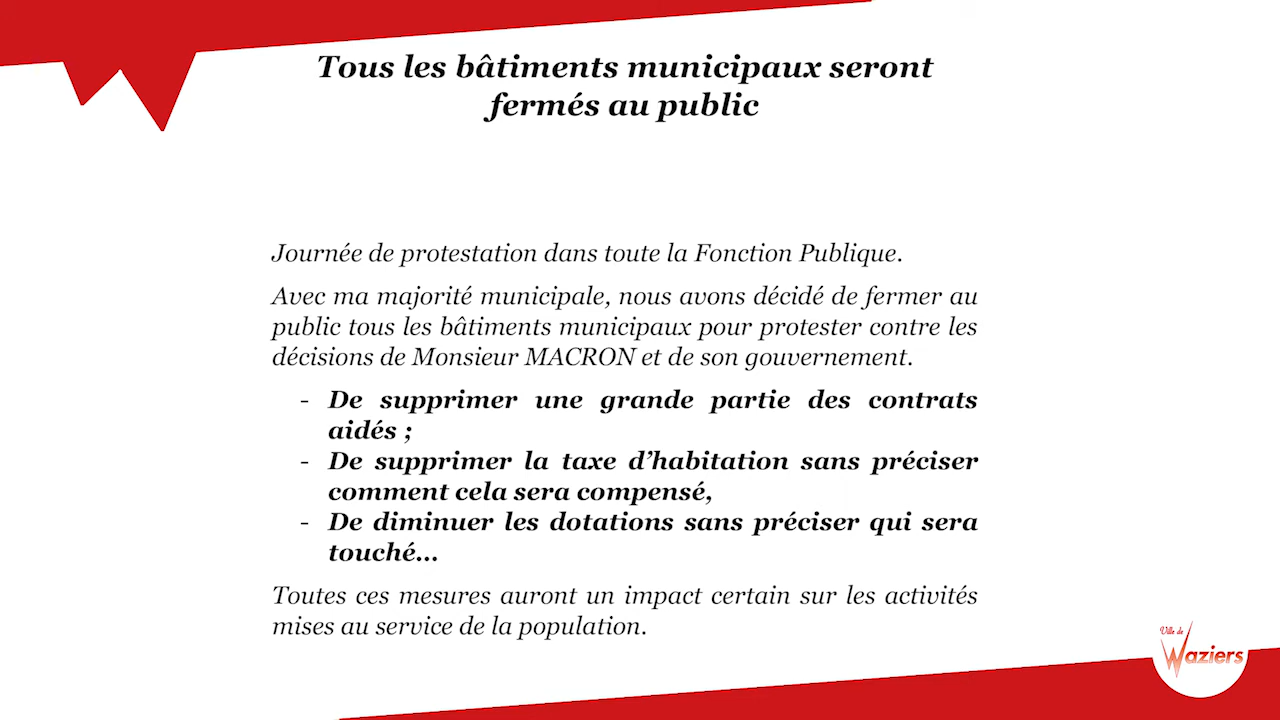 Tous les bâtiments municipaux seront
fermés au public
Journée de protestation dans toute la Fonction Publique.
Avec ma majorité municipale, nous avons décidé de fermer au
public tous les bâtiments municipaux pour protester contre les
décisions de Monsieur MACRON et de son gouvernement.
- De supprimer une grande partie des contrats
aidés ;
- De supprimer la taxe d'habitation sans préciser
comment cela sera compensé,
- De diminuer les dotations sans préciser qui sera
touché...
Toutes ces mesures auront un impact certain sur les activités
mises au service de la population.
Ville de
Waziers